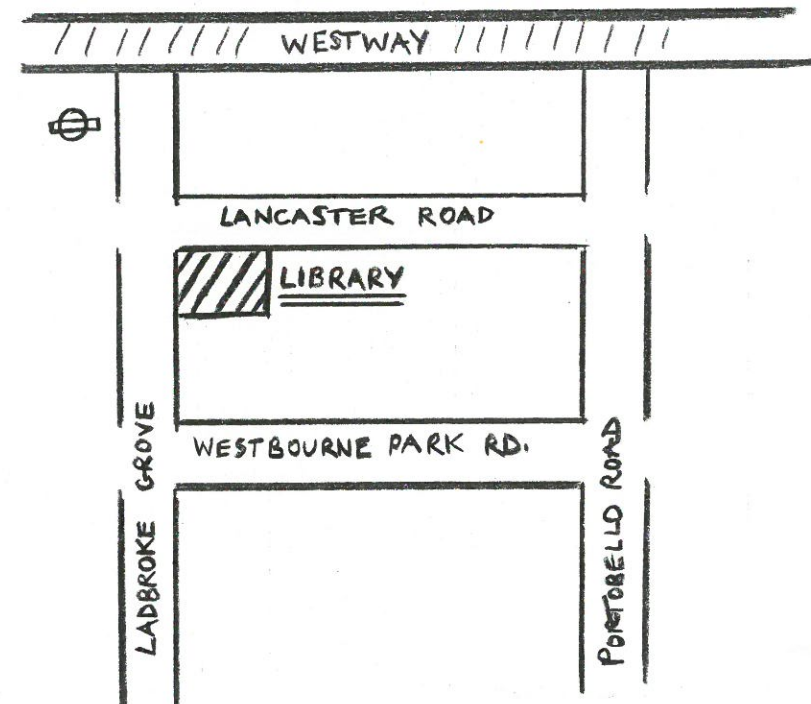 WESTWAY
LANCASTER ROAD
LIBRARY
WESTBOURNE PARK RD.
LADBROKE GROVE
PORTOBELLO ROAD